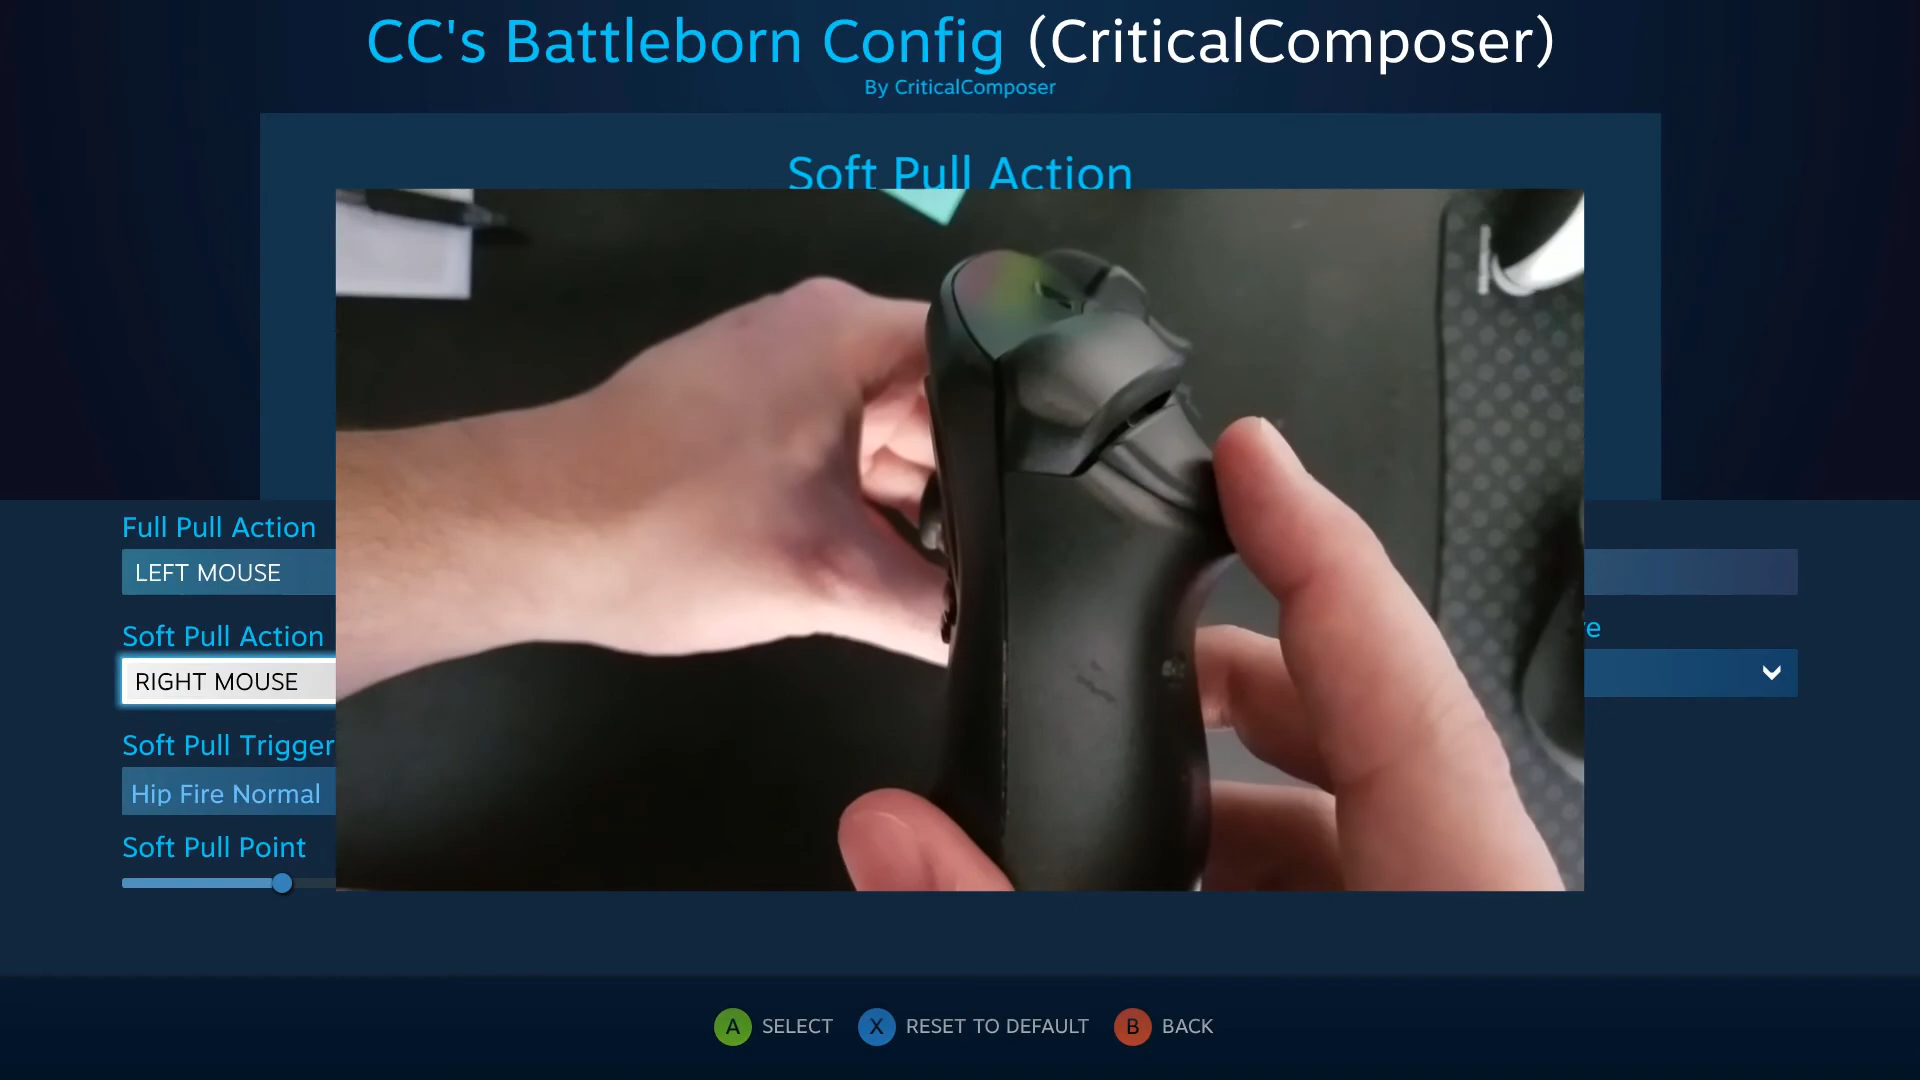 CC's Battleborn Config (CriticalComposer)
By CriticalComposer
Soft Pull Action
Full Pull Action
LEFT MOUSE
Soft Pull Action
RIGHT MOUSE
Soft Pull Trigger
Hip Fire Normal
Soft Pull Point
A SELECT X RESET TO DEFAULT B BACK